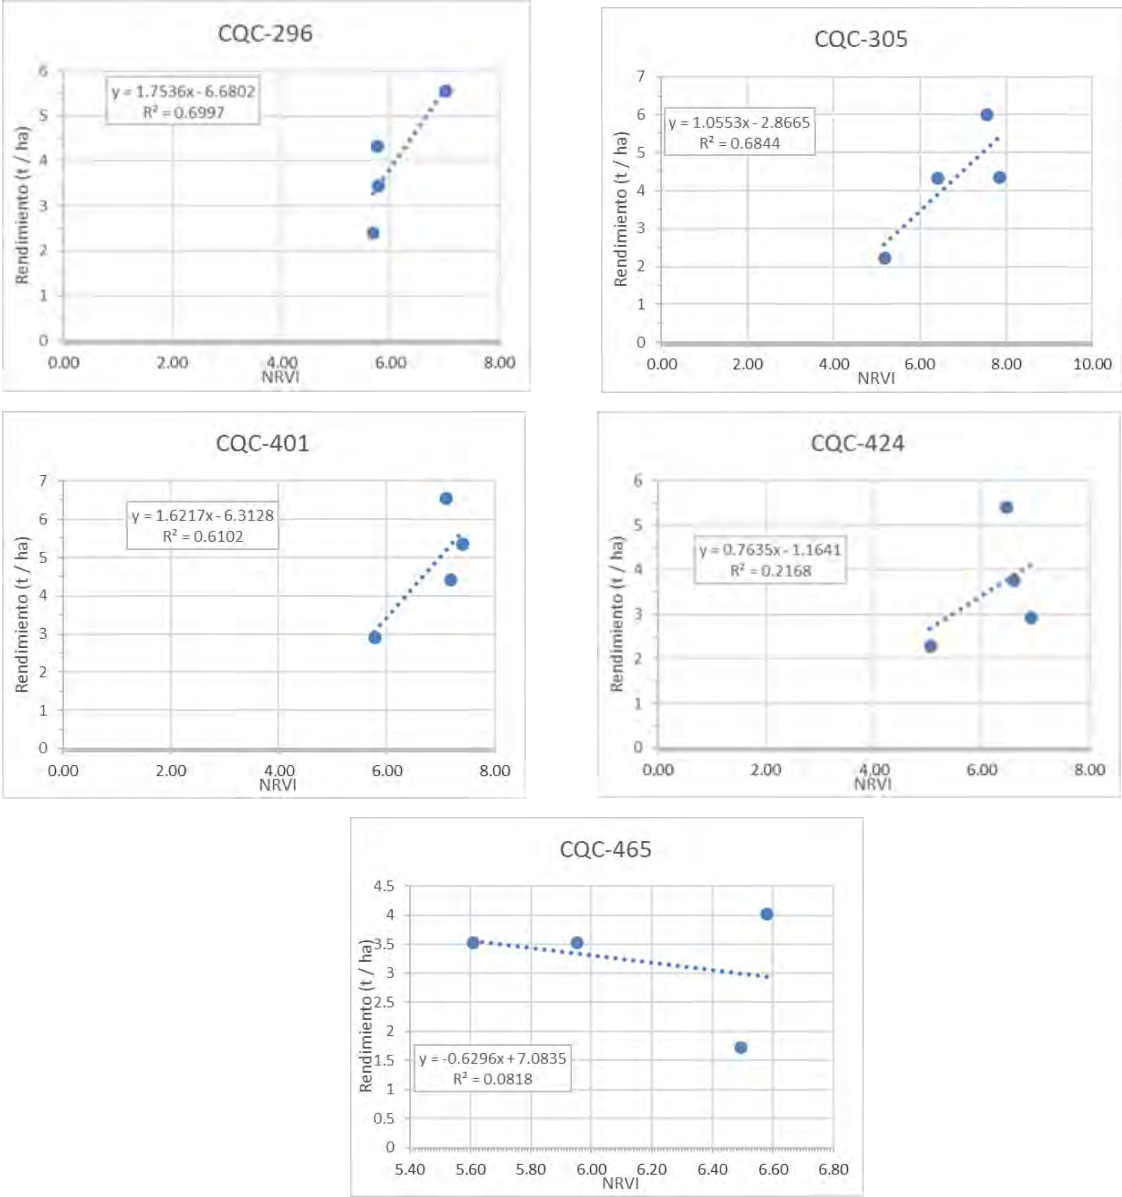 CQC-296
y = 1.7536x - 6.6802
R² = 0.6997
Rendimiento (t / ha)
6
5
4
3
2
1
0
0.00 2.00 4.00 6.00 8.00
NRVI
CQC-305
y = 1.0553x - 2.8665
R² = 0.6844
Rendimiento (t / ha)
7
6
5
4
3
2
1
0
0.00 2.00 4.00 6.00 8.00 10.00
NRVI
CQC-401
y = 1.6217x - 6.3128
R² = 0.6102
Rendimiento (t / ha)
7
6
5
4
3
2
1
0
0.00 2.00 4.00 6.00 8.00
NRVI
CQC-424
y = 0.7635x - 1.1641
R² = 0.2168
Rendimiento (t / ha)
6
5
4
3
2
1
0
0.00 2.00 4.00 6.00 8.00
NRVI
CQC-465
y = -0.6296x + 7.0835
R² = 0.0818
Rendimiento (t / ha)
4.5
4
3.5
3
2.5
2
1.5
1
0.5
0
5.40 5.60 5.80 6.00 6.20 6.40 6.60 6.80
NRVI